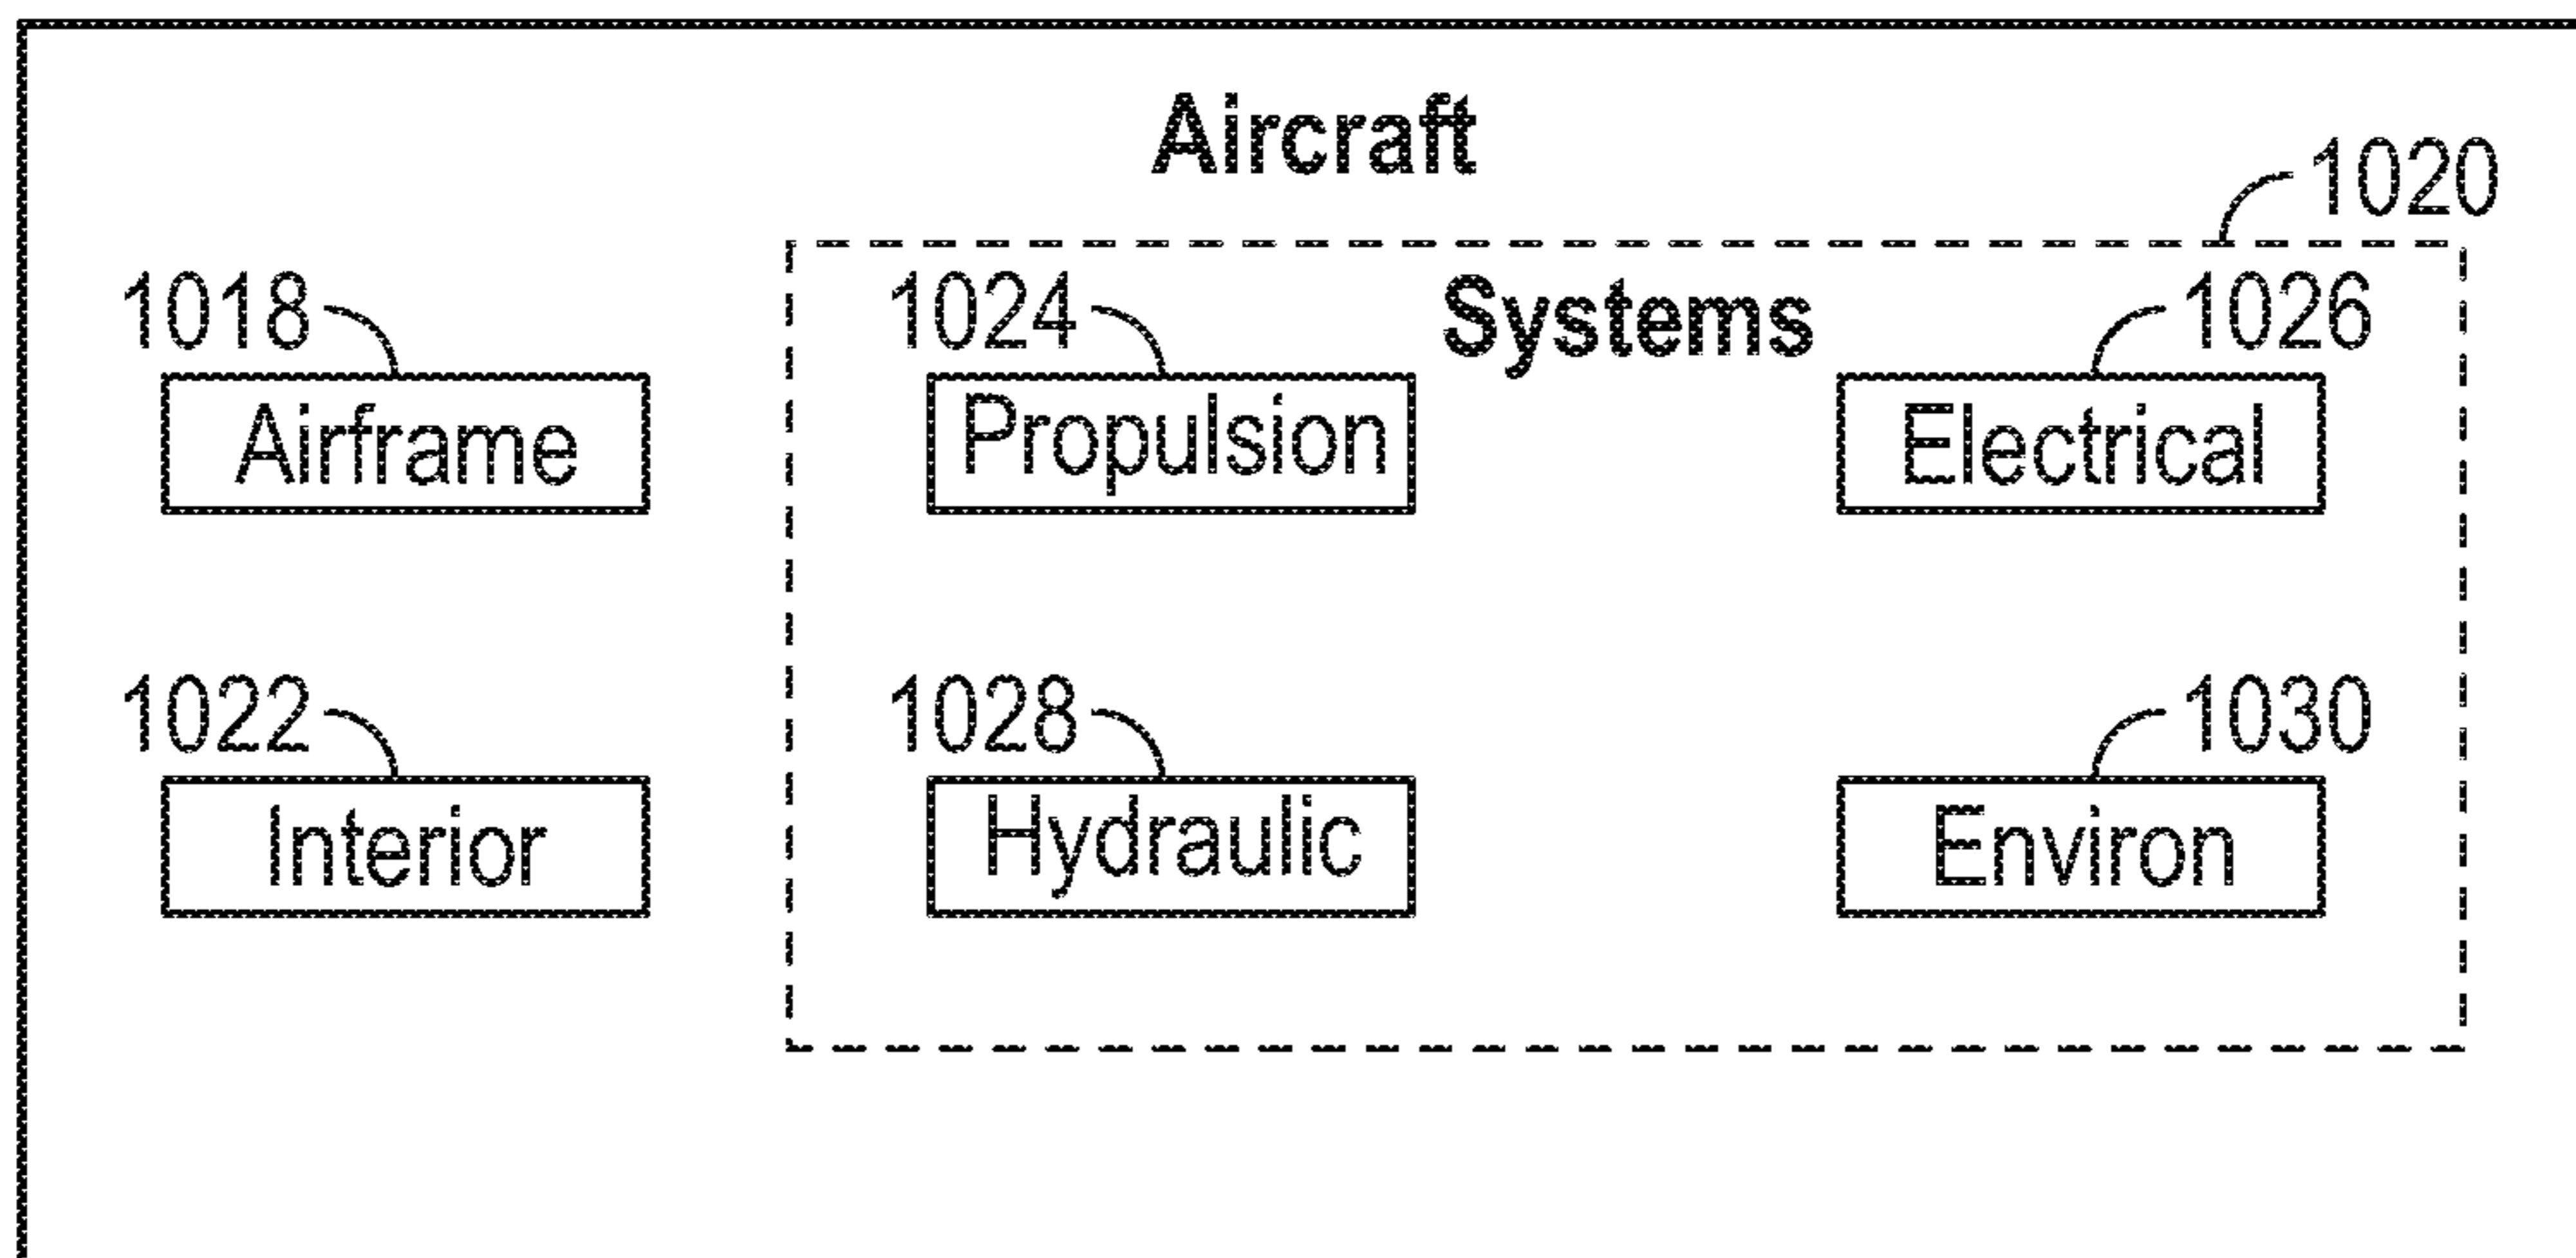 Aircraft
1020
1018
1024
Systems
1026
Airframe
Propulsion
Electrical
1022
1028
1030
Interior
Hydraulic
Environ